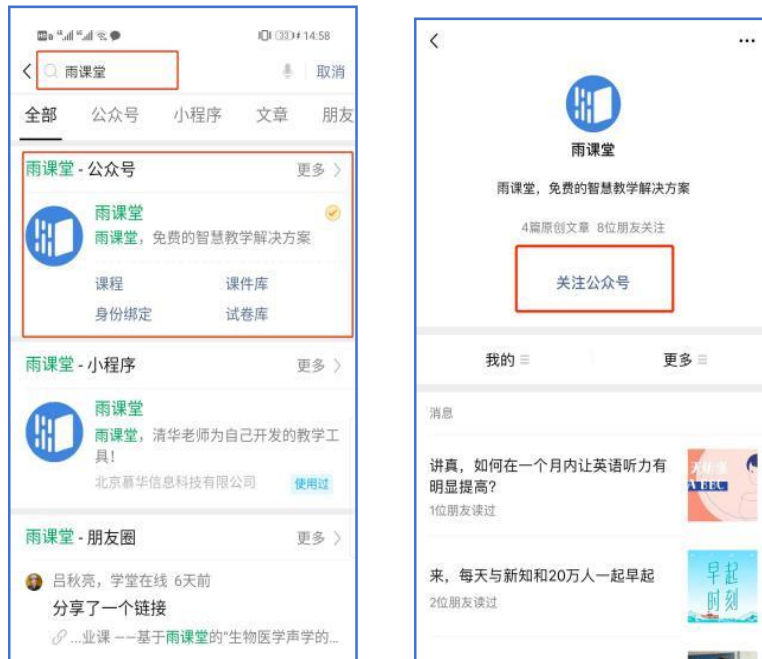 14:58
雨课堂
取消
全部 公众号 小程序 文章 朋友
雨课堂 - 公众号 更多
雨课堂
雨课堂，免费的智慧教学解决方案
课程 课件库
身份绑定 试卷库
雨课堂 - 小程序 更多
雨课堂
雨课堂，清华老师为自己开发的教学工
具！
北京慕华信息科技有限公司 使用过
雨课堂 - 朋友圈 更多
吕秋亮，学堂在线 6天前
分享了一个链接
...业课 ——基于雨课堂的"生物医学声学的...
雨课堂
雨课堂，免费的智慧教学解决方案
4篇原创文章 8位朋友关注
关注公众号
我的 更多
消息
讲真，如何在一个月内让英语听力有
明显提高？
1位朋友读过
来，每天与新知和20万人一起早起
2位朋友读过
早起
时刻